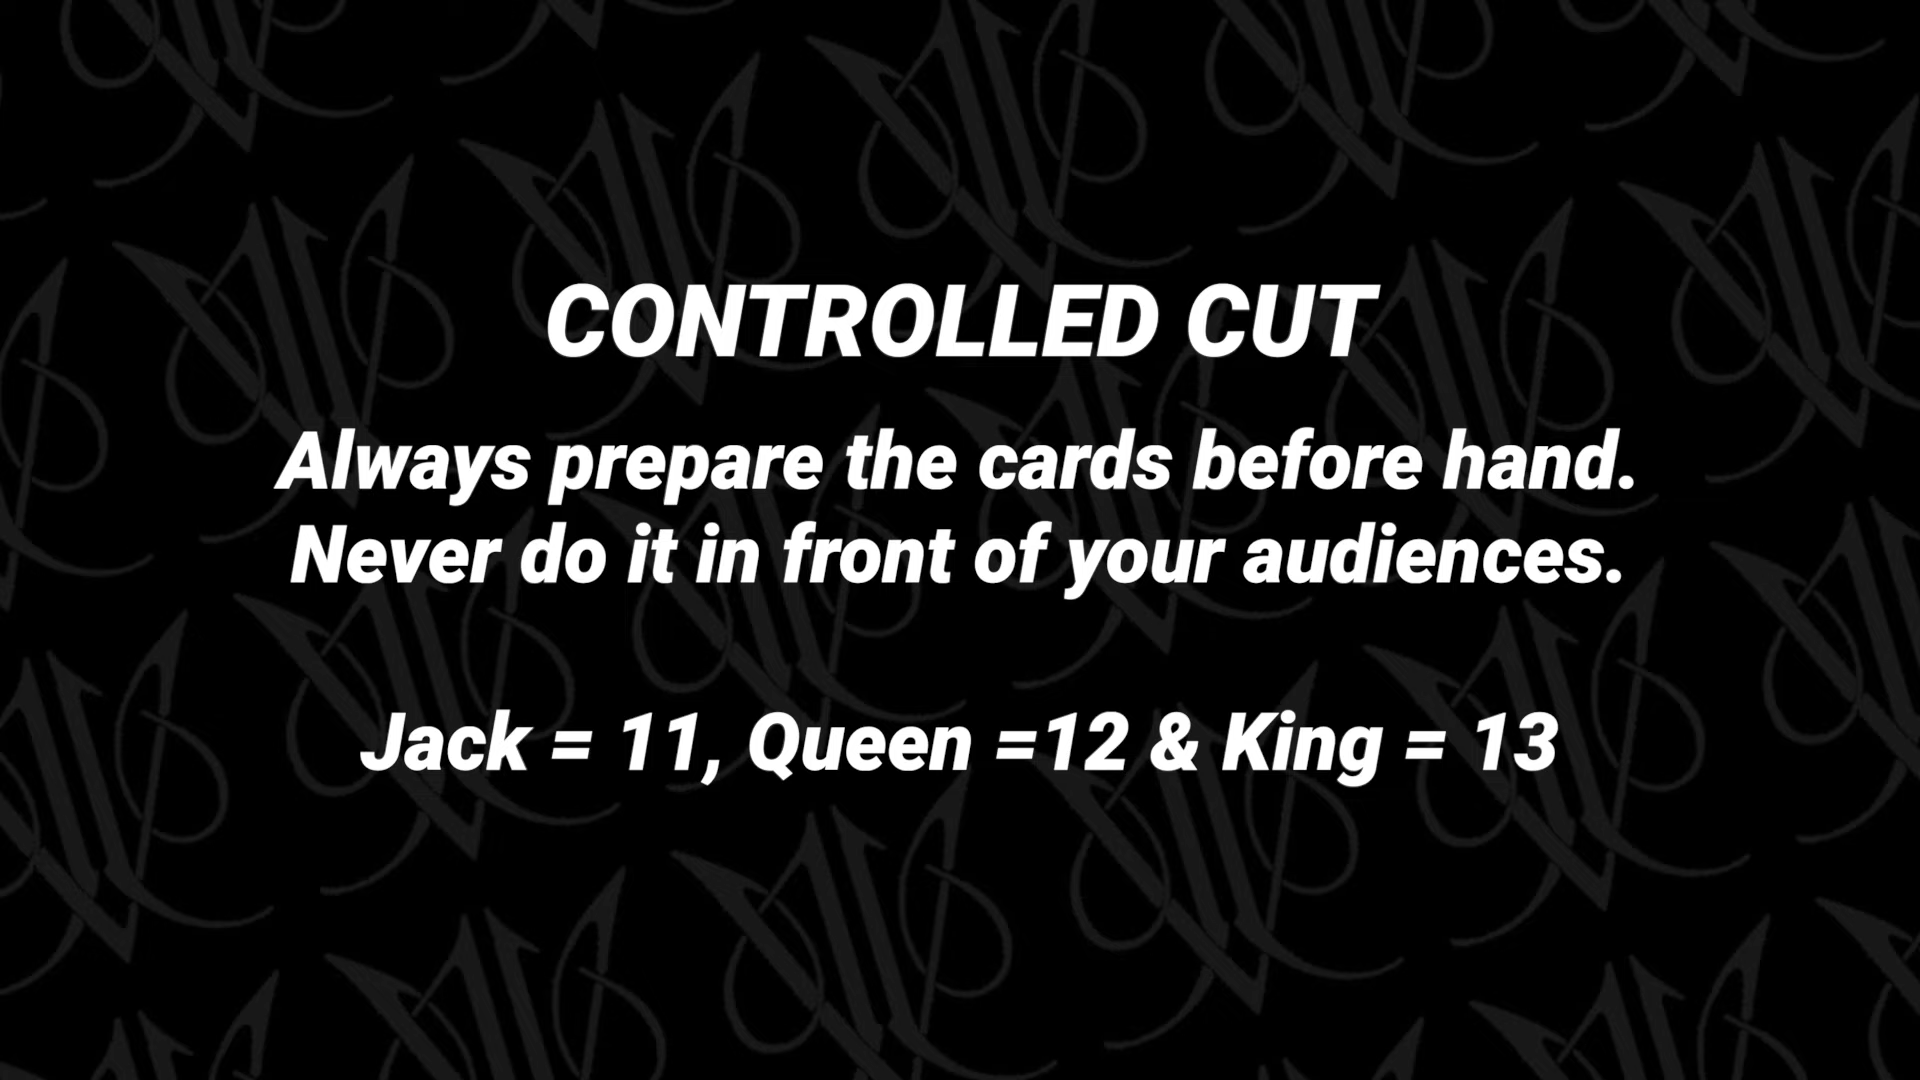 CONTROLLED CUT
Always prepare the cards before hand.
Never do it in front of your audiences.
Jack = 11, Queen =12 & King = 13